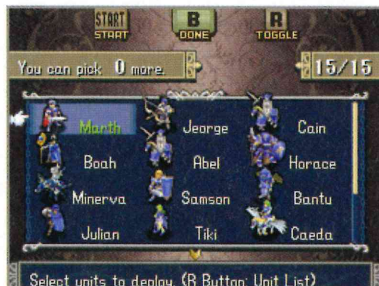 START B R
START DONE TOGGLE
You can pick 0 more. 15/15
Marth Jeorge Cain
Boah Abel Horace
Minerva Samson Bantu
Julian Tiki Caeda
Select units to deploy. (R Button: Unit List)